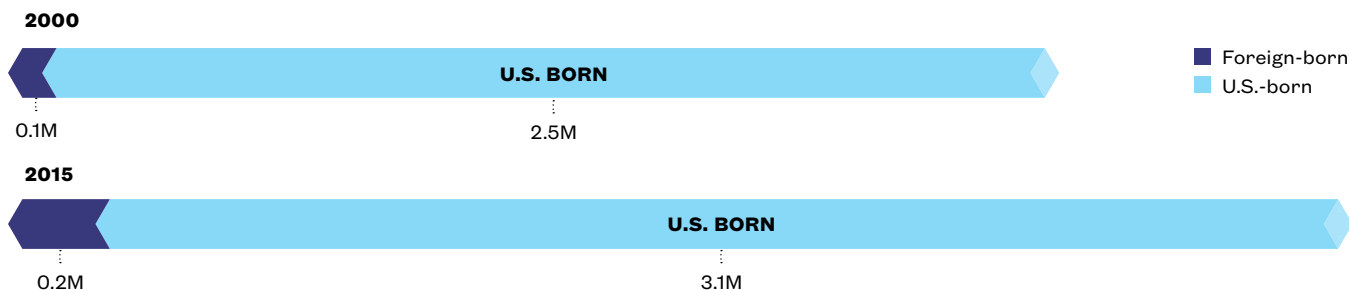 2000
U.S. BORN
Foreign-born
U.S.-born
0.1M
2.5M
2015
U.S. BORN
0.2M
3.1M